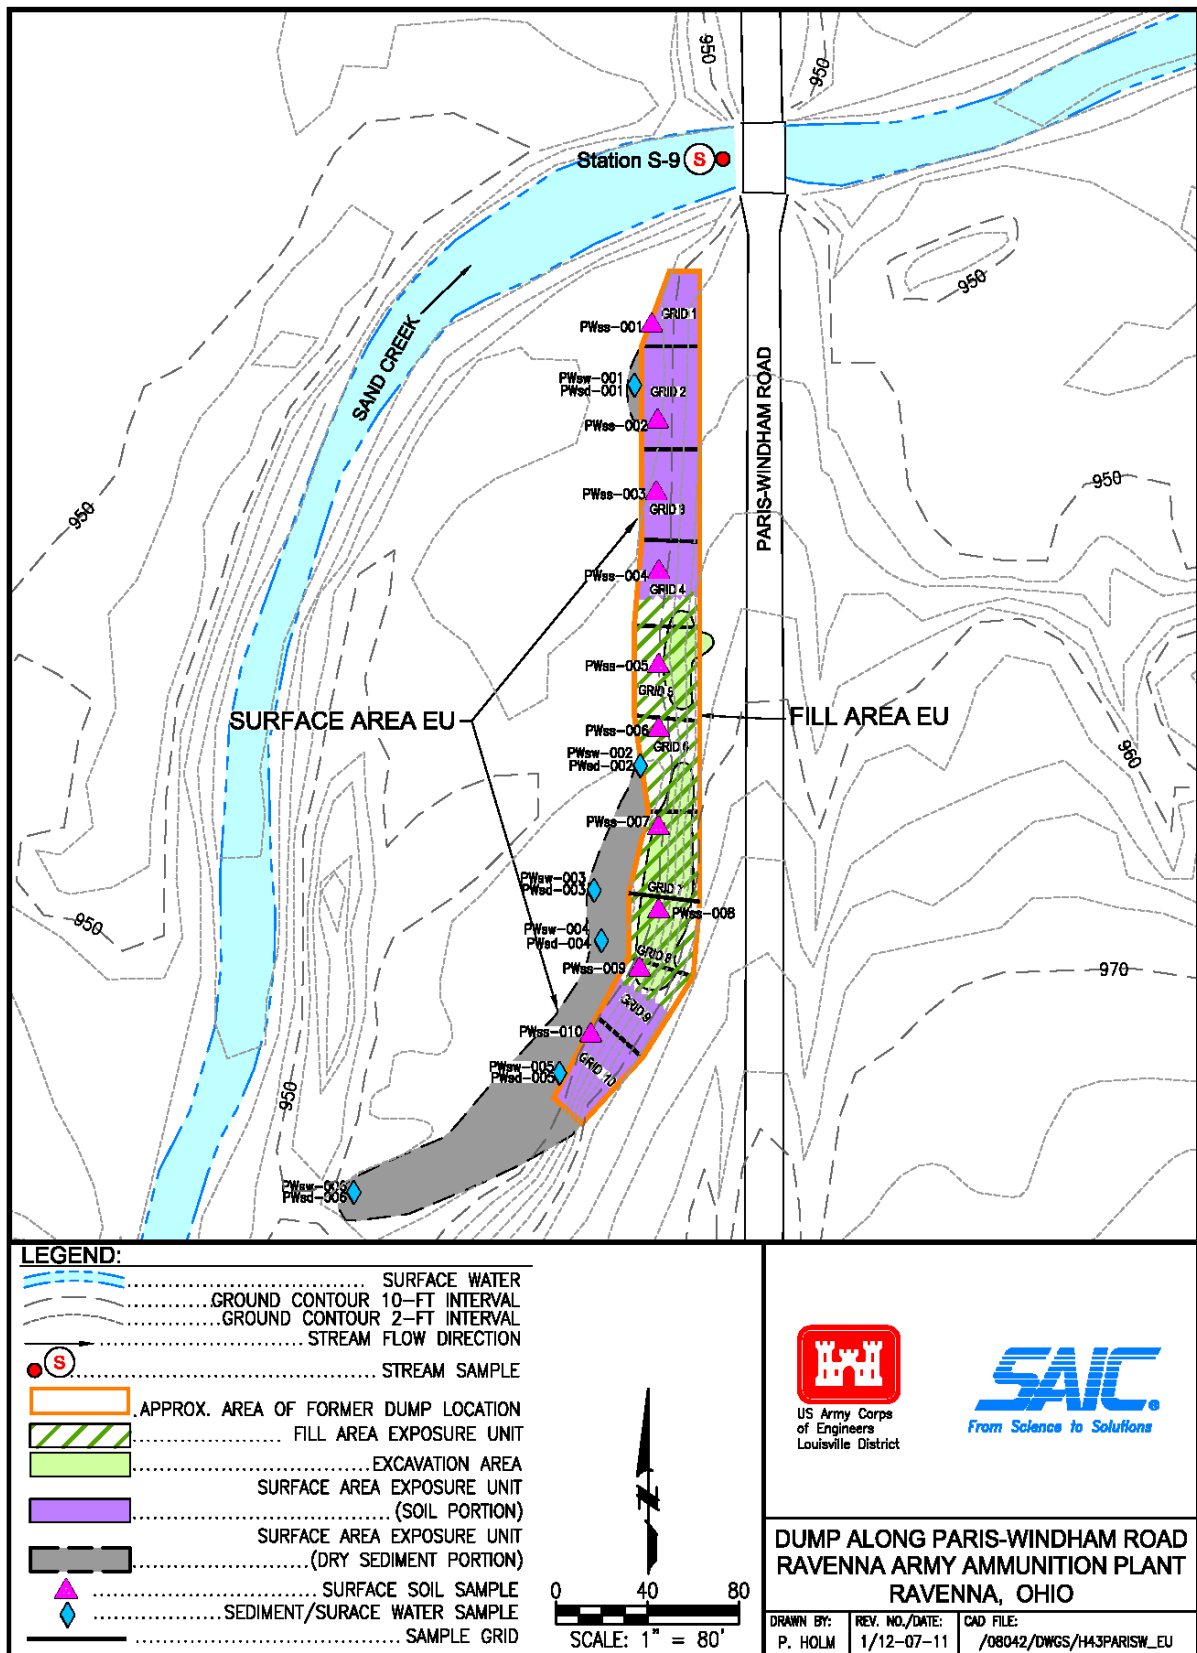 950
950
Station S-9 S
950
SAND CREEK
GRID 1
PWss-001
PWsw-001
PWsd-001
GRID 2
PWss-002
PARIS-WINDHAM ROAD
950
950
PWss-003
GRID 3
PWss-004
GRID 4
PWss-005
GRID 5
SURFACE AREA EU
FILL AREA EU
PWss-006
GRID 6
PWsw-002
PWsd-002
960
PWss-007
PWsw-003
PWsd-003
GRID 7
PWss-008
950
PWsw-004
PWsd-004
GRID 8
PWss-009
970
GRID 9
PWss-010
PWsw-005
PWsd-005
GRID 10
950
PWsw-006
PWsd-006
LEGEND:
SURFACE WATER
GROUND CONTOUR 10-FT INTERVAL
GROUND CONTOUR 2-FT INTERVAL
STREAM FLOW DIRECTION
S STREAM SAMPLE
APPROX. AREA OF FORMER DUMP LOCATION
FILL AREA EXPOSURE UNIT
EXCAVATION AREA
SURFACE AREA EXPOSURE UNIT
(SOIL PORTION)
SURFACE AREA EXPOSURE UNIT
(DRY SEDIMENT PORTION)
SURFACE SOIL SAMPLE
SEDIMENT/SURACE WATER SAMPLE
SAMPLE GRID
N
0 40 80
SCALE: 1" = 80'
US Army Corps
of Engineers
Louisville District
SAIC
From Science to Solutions
DUMP ALONG PARIS-WINDHAM ROAD
RAVENNA ARMY AMMUNITION PLANT
RAVENNA, OHIO
DRAWN BY:
P. HOLM
REV. NO./DATE:
1/12-07-11
CAD FILE:
/08042/DWGS/H43PARISW_EU